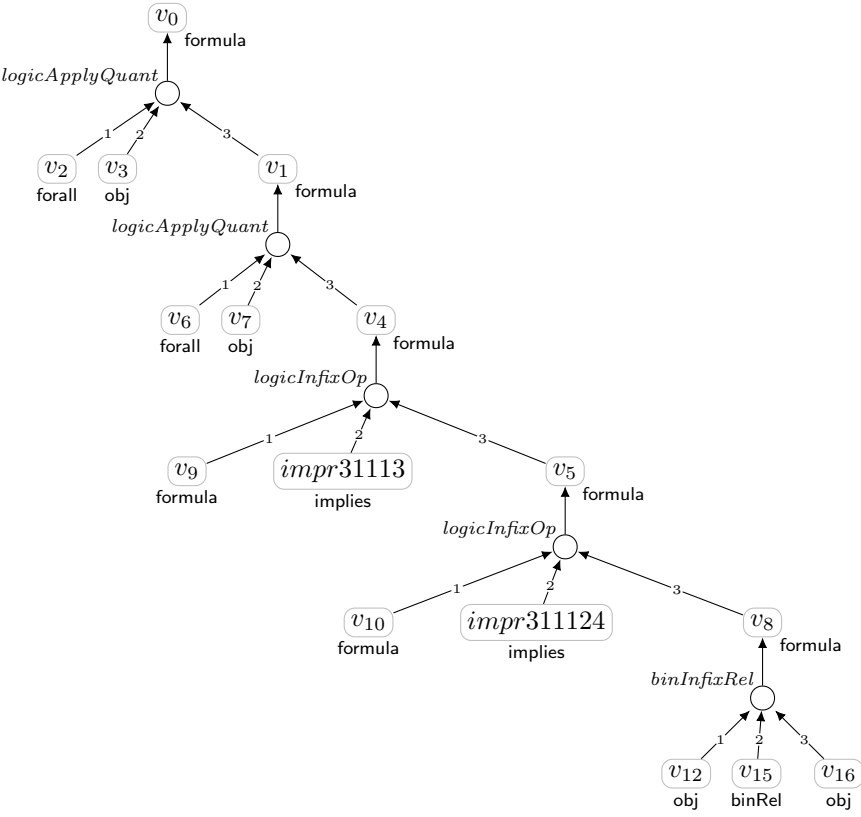 v0
formula
logicApplyQuant
1 2 3
v2 v3 v1
forall obj formula
logicApplyQuant
1 2 3
v6 v7 v4
forall obj formula
logicInfixOp
1 2 3
v9 impr31113 v5
formula implies formula
logicInfixOp
1 2 3
v10 impr311124 v8
formula implies formula
binInfixRel
1 2 3
v12 v15 v16
obj binRel obj